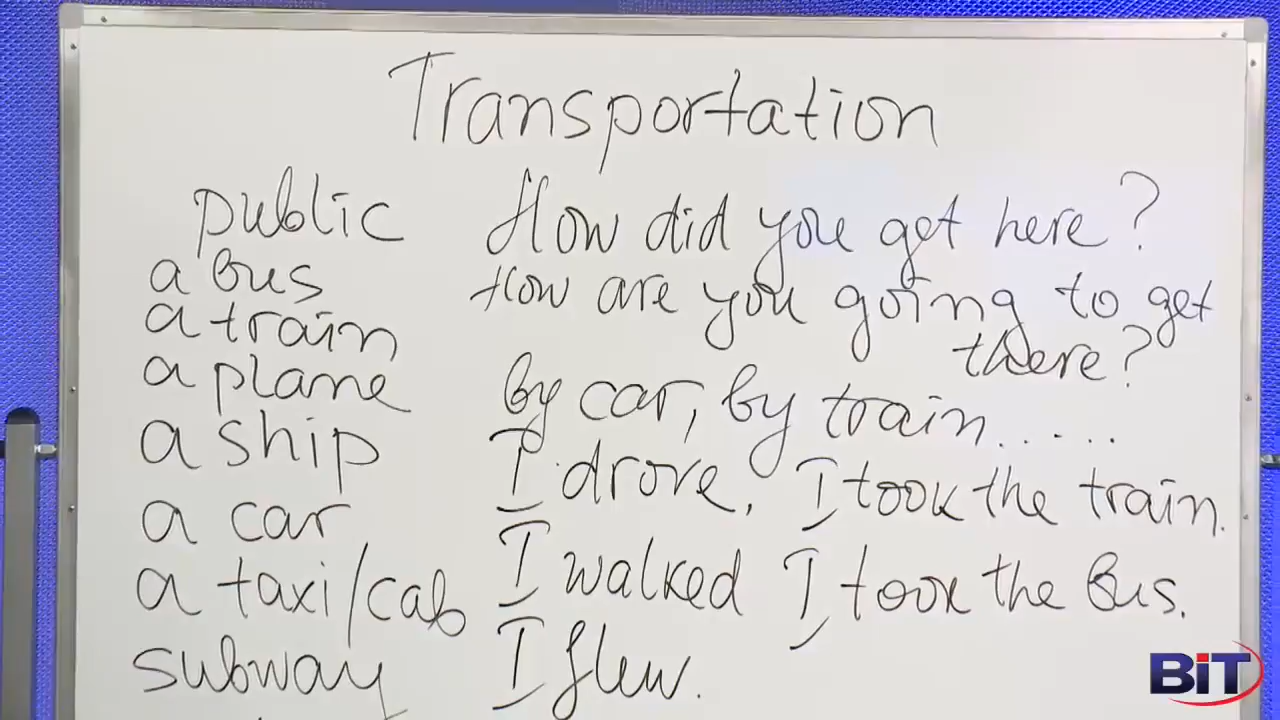 Transportation
public
a bus
a train
a plane
a ship
a car
a taxi/cab
subway
How did you get here?
How are you going to get
there?
by car, by train......
I drove. I took the train.
I walked I took the bus.
I flew.
BiT